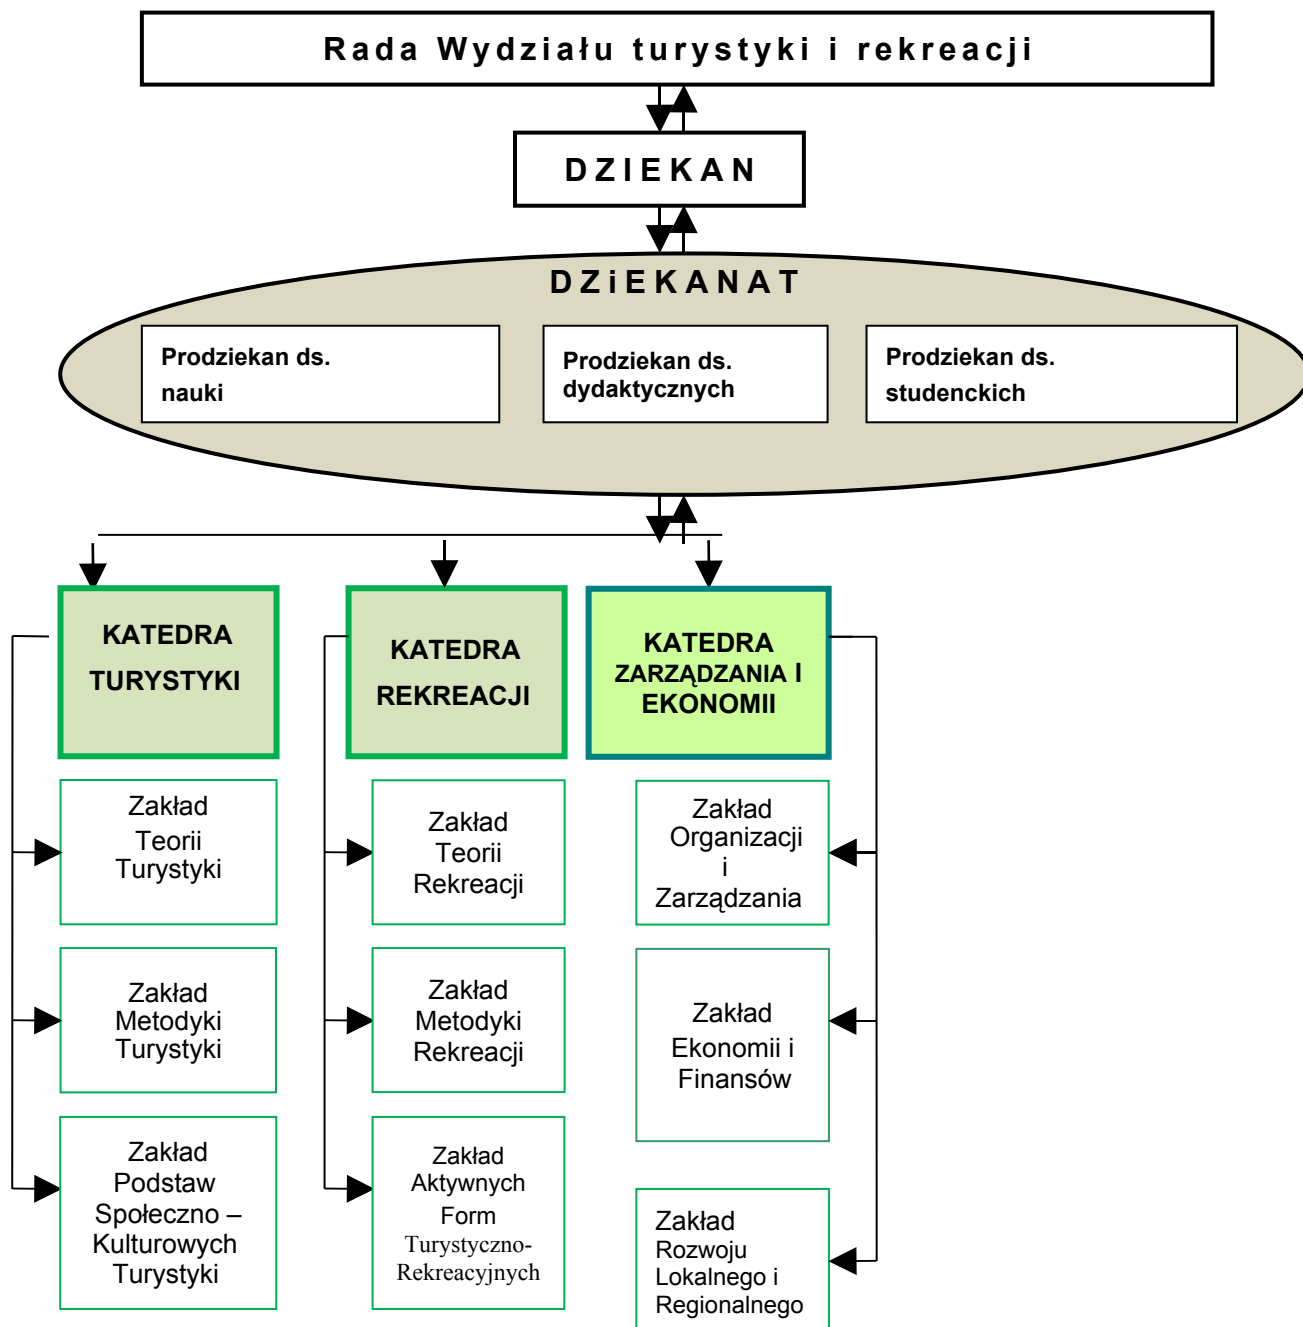 Rada Wydziału turystyki i rekreacji
DZIEKAN
DZiEKANAT
Prodziekan ds.
nauki
Prodziekan ds.
dydaktycznych
Prodziekan ds.
studenckich
KATEDRA
TURYSTYKI
KATEDRA
REKREACJI
KATEDRA
ZARZĄDZANIA I
EKONOMII
Zakład
Teorii
Turystyki
Zakład
Teorii
Rekreacji
Zakład
Organizacji
i
Zarządzania
Zakład
Metodyki
Turystyki
Zakład
Metodyki
Rekreacji
Zakład
Ekonomii i
Finansów
Zakład
Podstaw
Społeczno –
Kulturowych
Turystyki
Zakład
Aktywnych
Form
Turystyczno-
Rekreacyjnych
Zakład
Rozwoju
Lokalnego i
Regionalnego